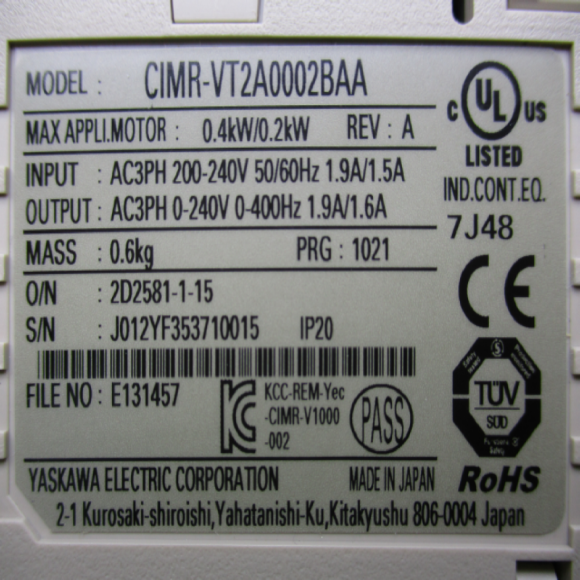 MODEL : CIMR-VT2A0002BAA
MAX APPLI.MOTOR : 0.4kW/0.2kW REV : A
INPUT : AC3PH 200-240V 50/60Hz 1.9A/1.5A
OUTPUT : AC3PH 0-240V 0-400Hz 1.9A/1.6A
MASS : 0.6kg PRG : 1021
O/N : 2D2581-1-15
S/N : J012YF353710015 IP20
FILE NO : E131457
C UL US
LISTED
IND.CONT.EQ.
7J48
CE
KCC-REM-Yec
-CIMR-V1000
-002
PASS
TÜV
SÜD
RoHS
YASKAWA ELECTRIC CORPORATION MADE IN JAPAN
2-1 Kurosaki-shiroishi,Yahatanishi-Ku,Kitakyushu 806-0004 Japan